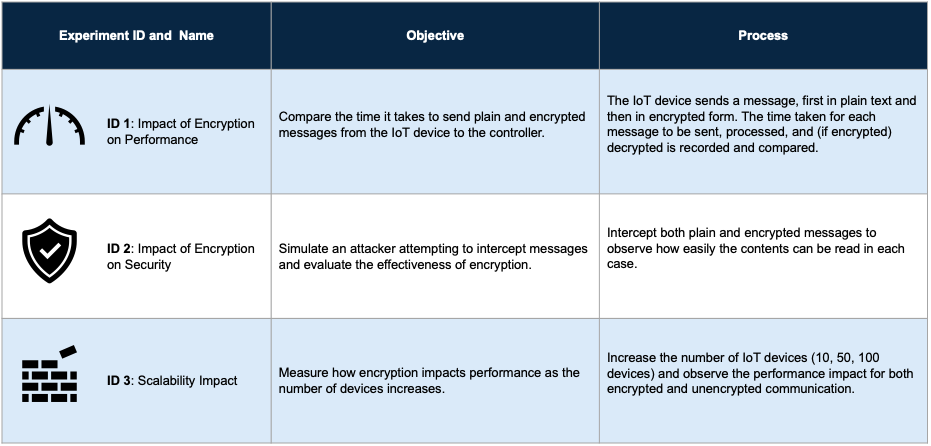 Experiment ID and Name
Objective
Process
ID 1: Impact of Encryption
on Performance
Compare the time it takes to send plain and encrypted
messages from the IoT device to the controller.
The IoT device sends a message, first in plain text and
then in encrypted form. The time taken for each
message to be sent, processed, and (if encrypted)
decrypted is recorded and compared.
ID 2: Impact of Encryption
on Security
Simulate an attacker attempting to intercept messages
and evaluate the effectiveness of encryption.
Intercept both plain and encrypted messages to
observe how easily the contents can be read in each
case.
ID 3: Scalability Impact
Measure how encryption impacts performance as the
number of devices increases.
Increase the number of IoT devices (10, 50, 100
devices) and observe the performance impact for both
encrypted and unencrypted communication.